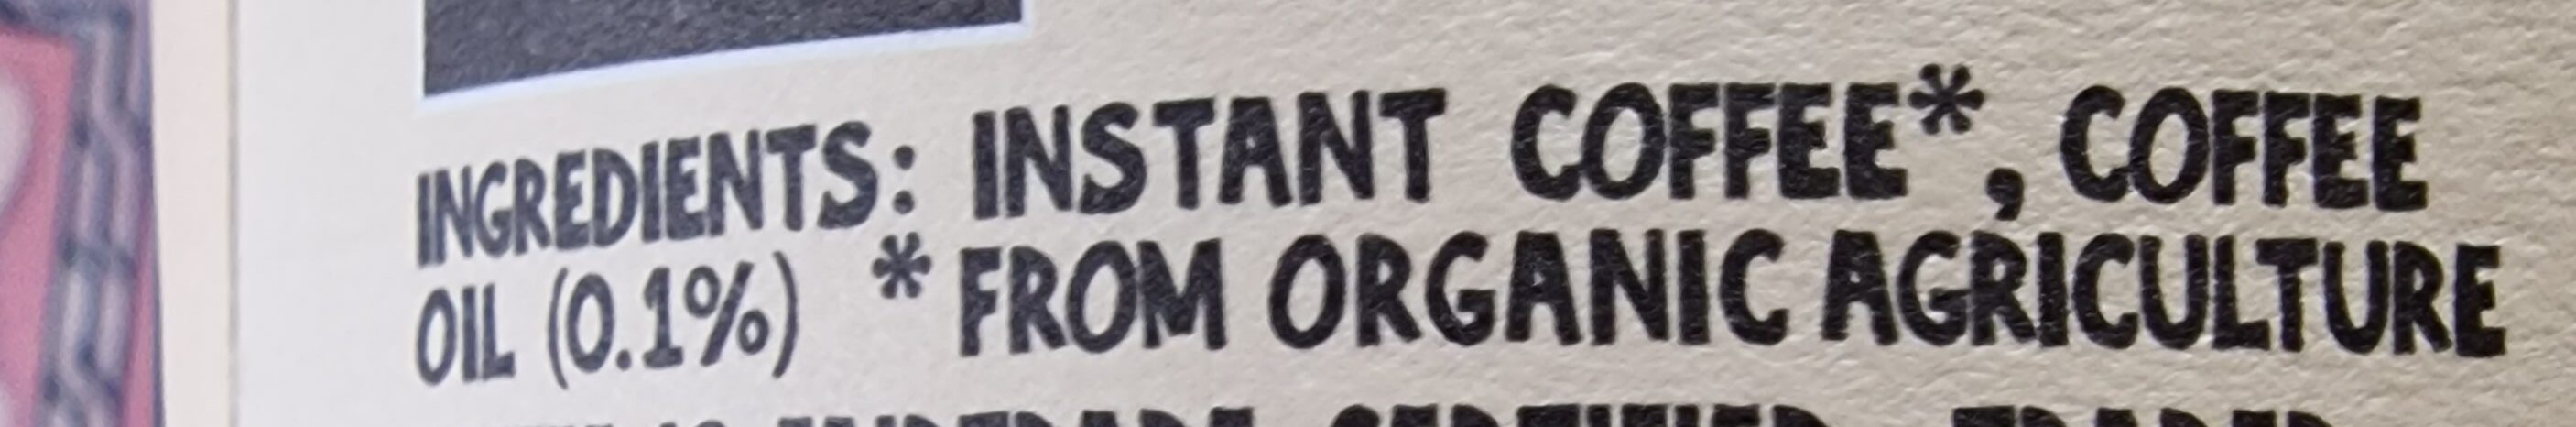 INGREDIENTS: INSTANT COFFEE*, COFFEE
OIL (0.1%) *FROM ORGANIC AGRICULTURE